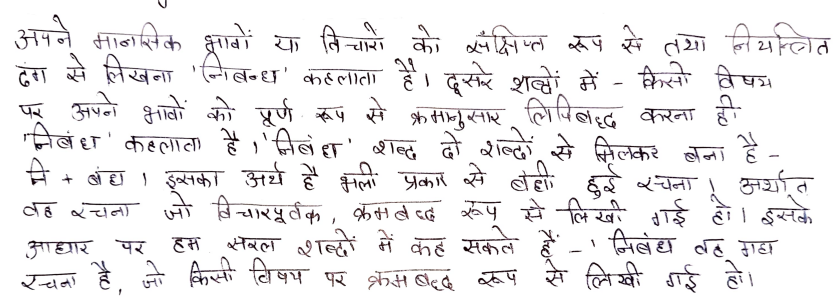 अपने मानसिक भावों या विचारों को संक्षिप्त रूप से तथा नियन्त्रित
ढंग से लिखना 'निबन्ध' कहलाता है। दूसरे शब्दों में - किसी विषय
पर अपने भावों को पूर्ण रूप से क्रमानुसार लिपिबद्ध करना ही
'निबंध' कहलाता है। 'निबंध' शब्द दो शब्दों से मिलकर बना है -
नि + बंध। इसका अर्थ है भली प्रकार से बंधी हुई रचना। अर्थात
वह रचना जो विचारपूर्वक, क्रमबद्ध रूप से लिखी गई हो। इसके
आधार पर हम सरल शब्दों में कह सकते हैं - 'निबंध वह गद्य
रचना है, जो किसी विषय पर क्रमबद्ध रूप से लिखी गई हो।